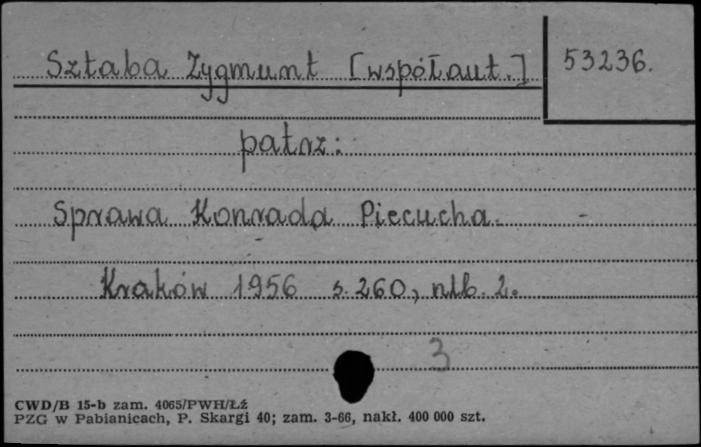 Sztaba Zygmunt [współaut.] 53236.
patrz:
Sprawa Konrada Piecucha. -
Kraków 1956 s. 260, nlb. 2.
3
CWD/B 15-b zam. 4065/PWH/Łź
PZG w Pabianicach, P. Skargi 40; zam. 3-66, nakł. 400 000 szt.